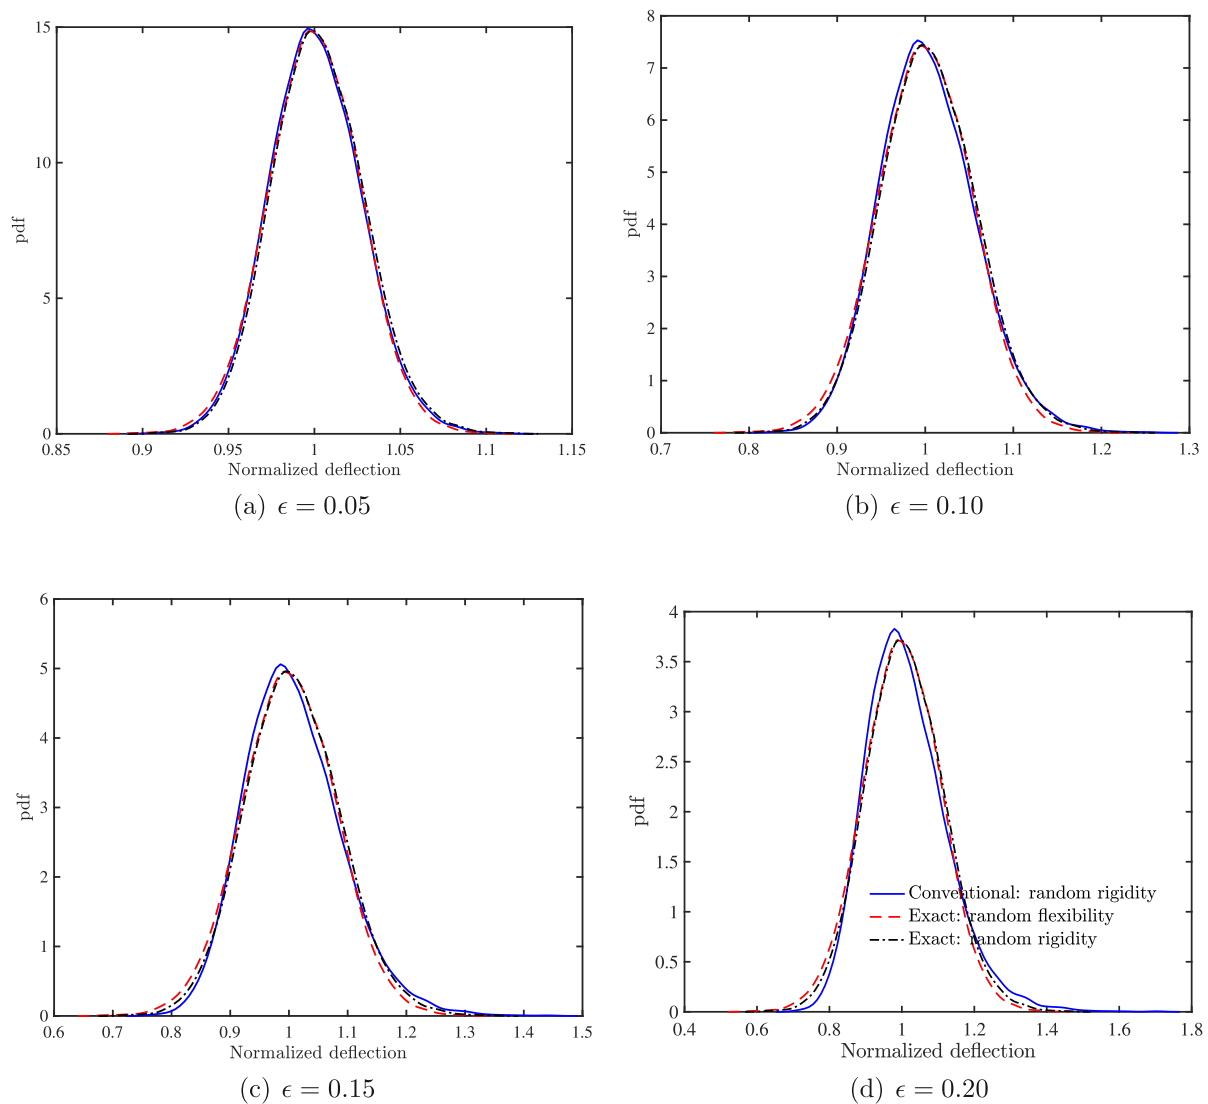 15
10
5
0
pdf
0.85 0.9 0.95 1 1.05 1.1 1.15
Normalized deflection
(a) ϵ = 0.05
8
7
6
5
4
3
2
1
0
pdf
0.7 0.8 0.9 1 1.1 1.2 1.3
Normalized deflection
(b) ϵ = 0.10
6
5
4
3
2
1
0
pdf
0.6 0.7 0.8 0.9 1 1.1 1.2 1.3 1.4 1.5
Normalized deflection
(c) ϵ = 0.15
4
3.5
3
2.5
2
1.5
1
0.5
0
pdf
Conventional: random rigidity
Exact: random flexibility
Exact: random rigidity
0.4 0.6 0.8 1 1.2 1.4 1.6 1.8
Normalized deflection
(d) ϵ = 0.20